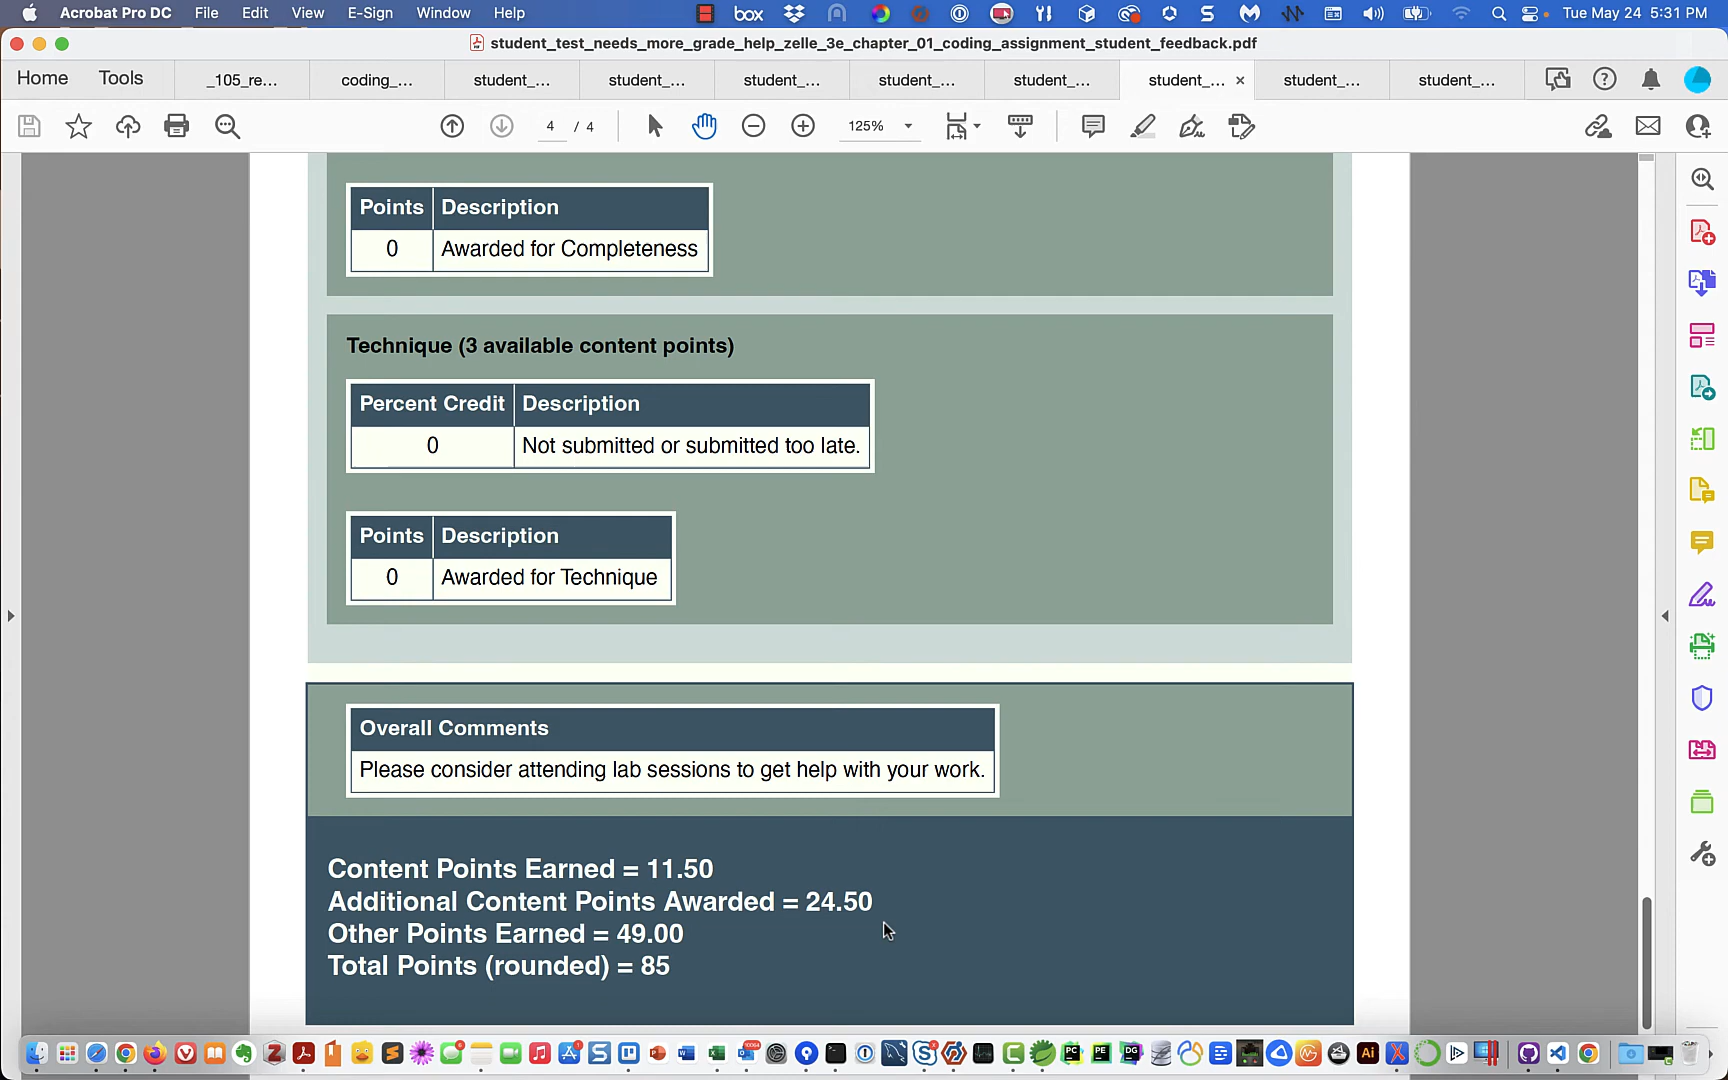 Acrobat Pro DC File Edit View E-Sign Window Help box Tue May 24 5:31 PM
student_test_needs_more_grade_help_zelle_3e_chapter_01_coding_assignment_student_feedback.pdf
Home Tools _105_re... coding_... student_... student_... student_... student_... student_... student_... × student_... student_...
4 / 4 125%
Points Description
0 Awarded for Completeness
Technique (3 available content points)
Percent Credit Description
0 Not submitted or submitted too late.
Points Description
0 Awarded for Technique
Overall Comments
Please consider attending lab sessions to get help with your work.
Content Points Earned = 11.50
Additional Content Points Awarded = 24.50
Other Points Earned = 49.00
Total Points (rounded) = 85